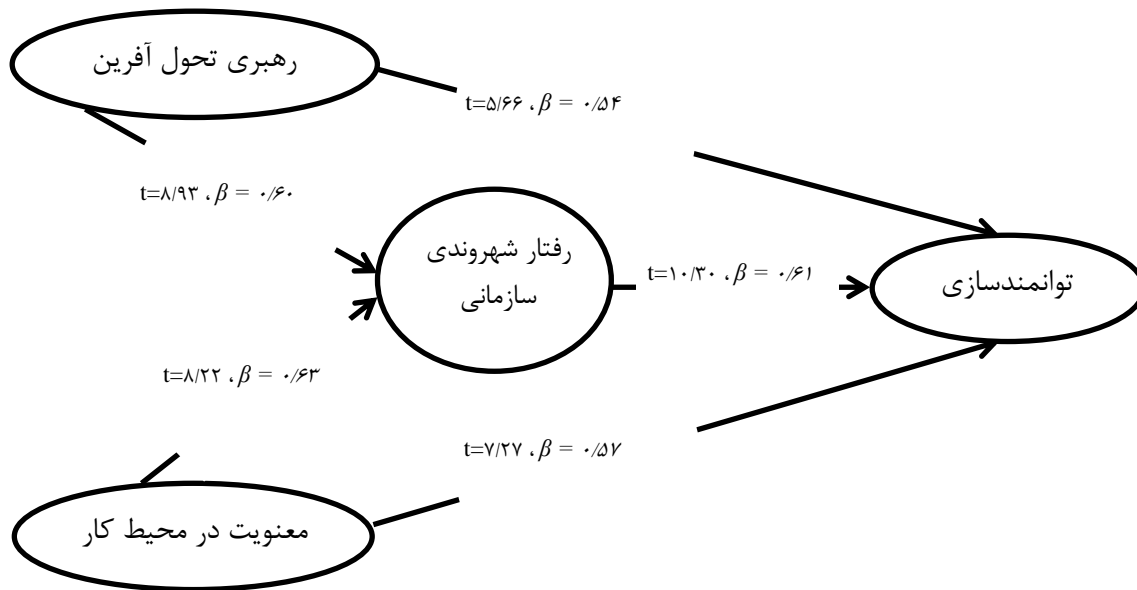 رهبری تحول آفرین
t=۵/۶۶ ، β = ۰/۵۴
t=۸/۹۳ ، β = ۰/۶۰
رفتار شهروندی
سازمانی
t=۱۰/۳۰ ، β = ۰/۶۱
توانمندسازی
t=۸/۲۲ ، β = ۰/۶۳
t=۷/۲۷ ، β = ۰/۵۷
معنویت در محیط کار